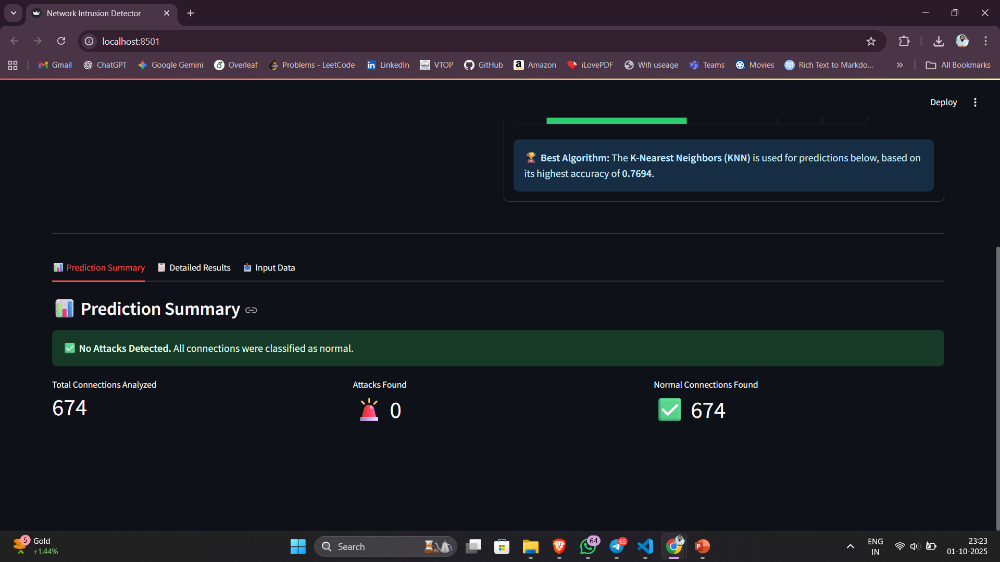 Network Intrusion Detector
localhost:8501
Gmail
ChatGPT
Google Gemini
Overleaf
Problems - LeetCode
LinkedIn
VTOP
GitHub
Amazon
iLovePDF
Wifi useage
Teams
Movies
Rich Text to Markdo...
All Bookmarks
Deploy
🏆 Best Algorithm: The K-Nearest Neighbors (KNN) is used for predictions below, based on
its highest accuracy of 0.7694.
Prediction Summary
Detailed Results
Input Data
Prediction Summary
No Attacks Detected. All connections were classified as normal.
Total Connections Analyzed
674
Attacks Found
0
Normal Connections Found
674
5
Gold
+1.44%
Search
64
65
ENG
IN
23:23
01-10-2025